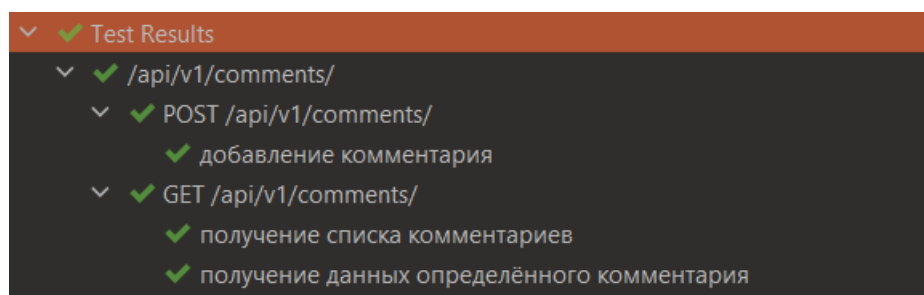 Test Results
/api/v1/comments/
POST /api/v1/comments/
добавление комментария
GET /api/v1/comments/
получение списка комментариев
получение данных определённого комментария